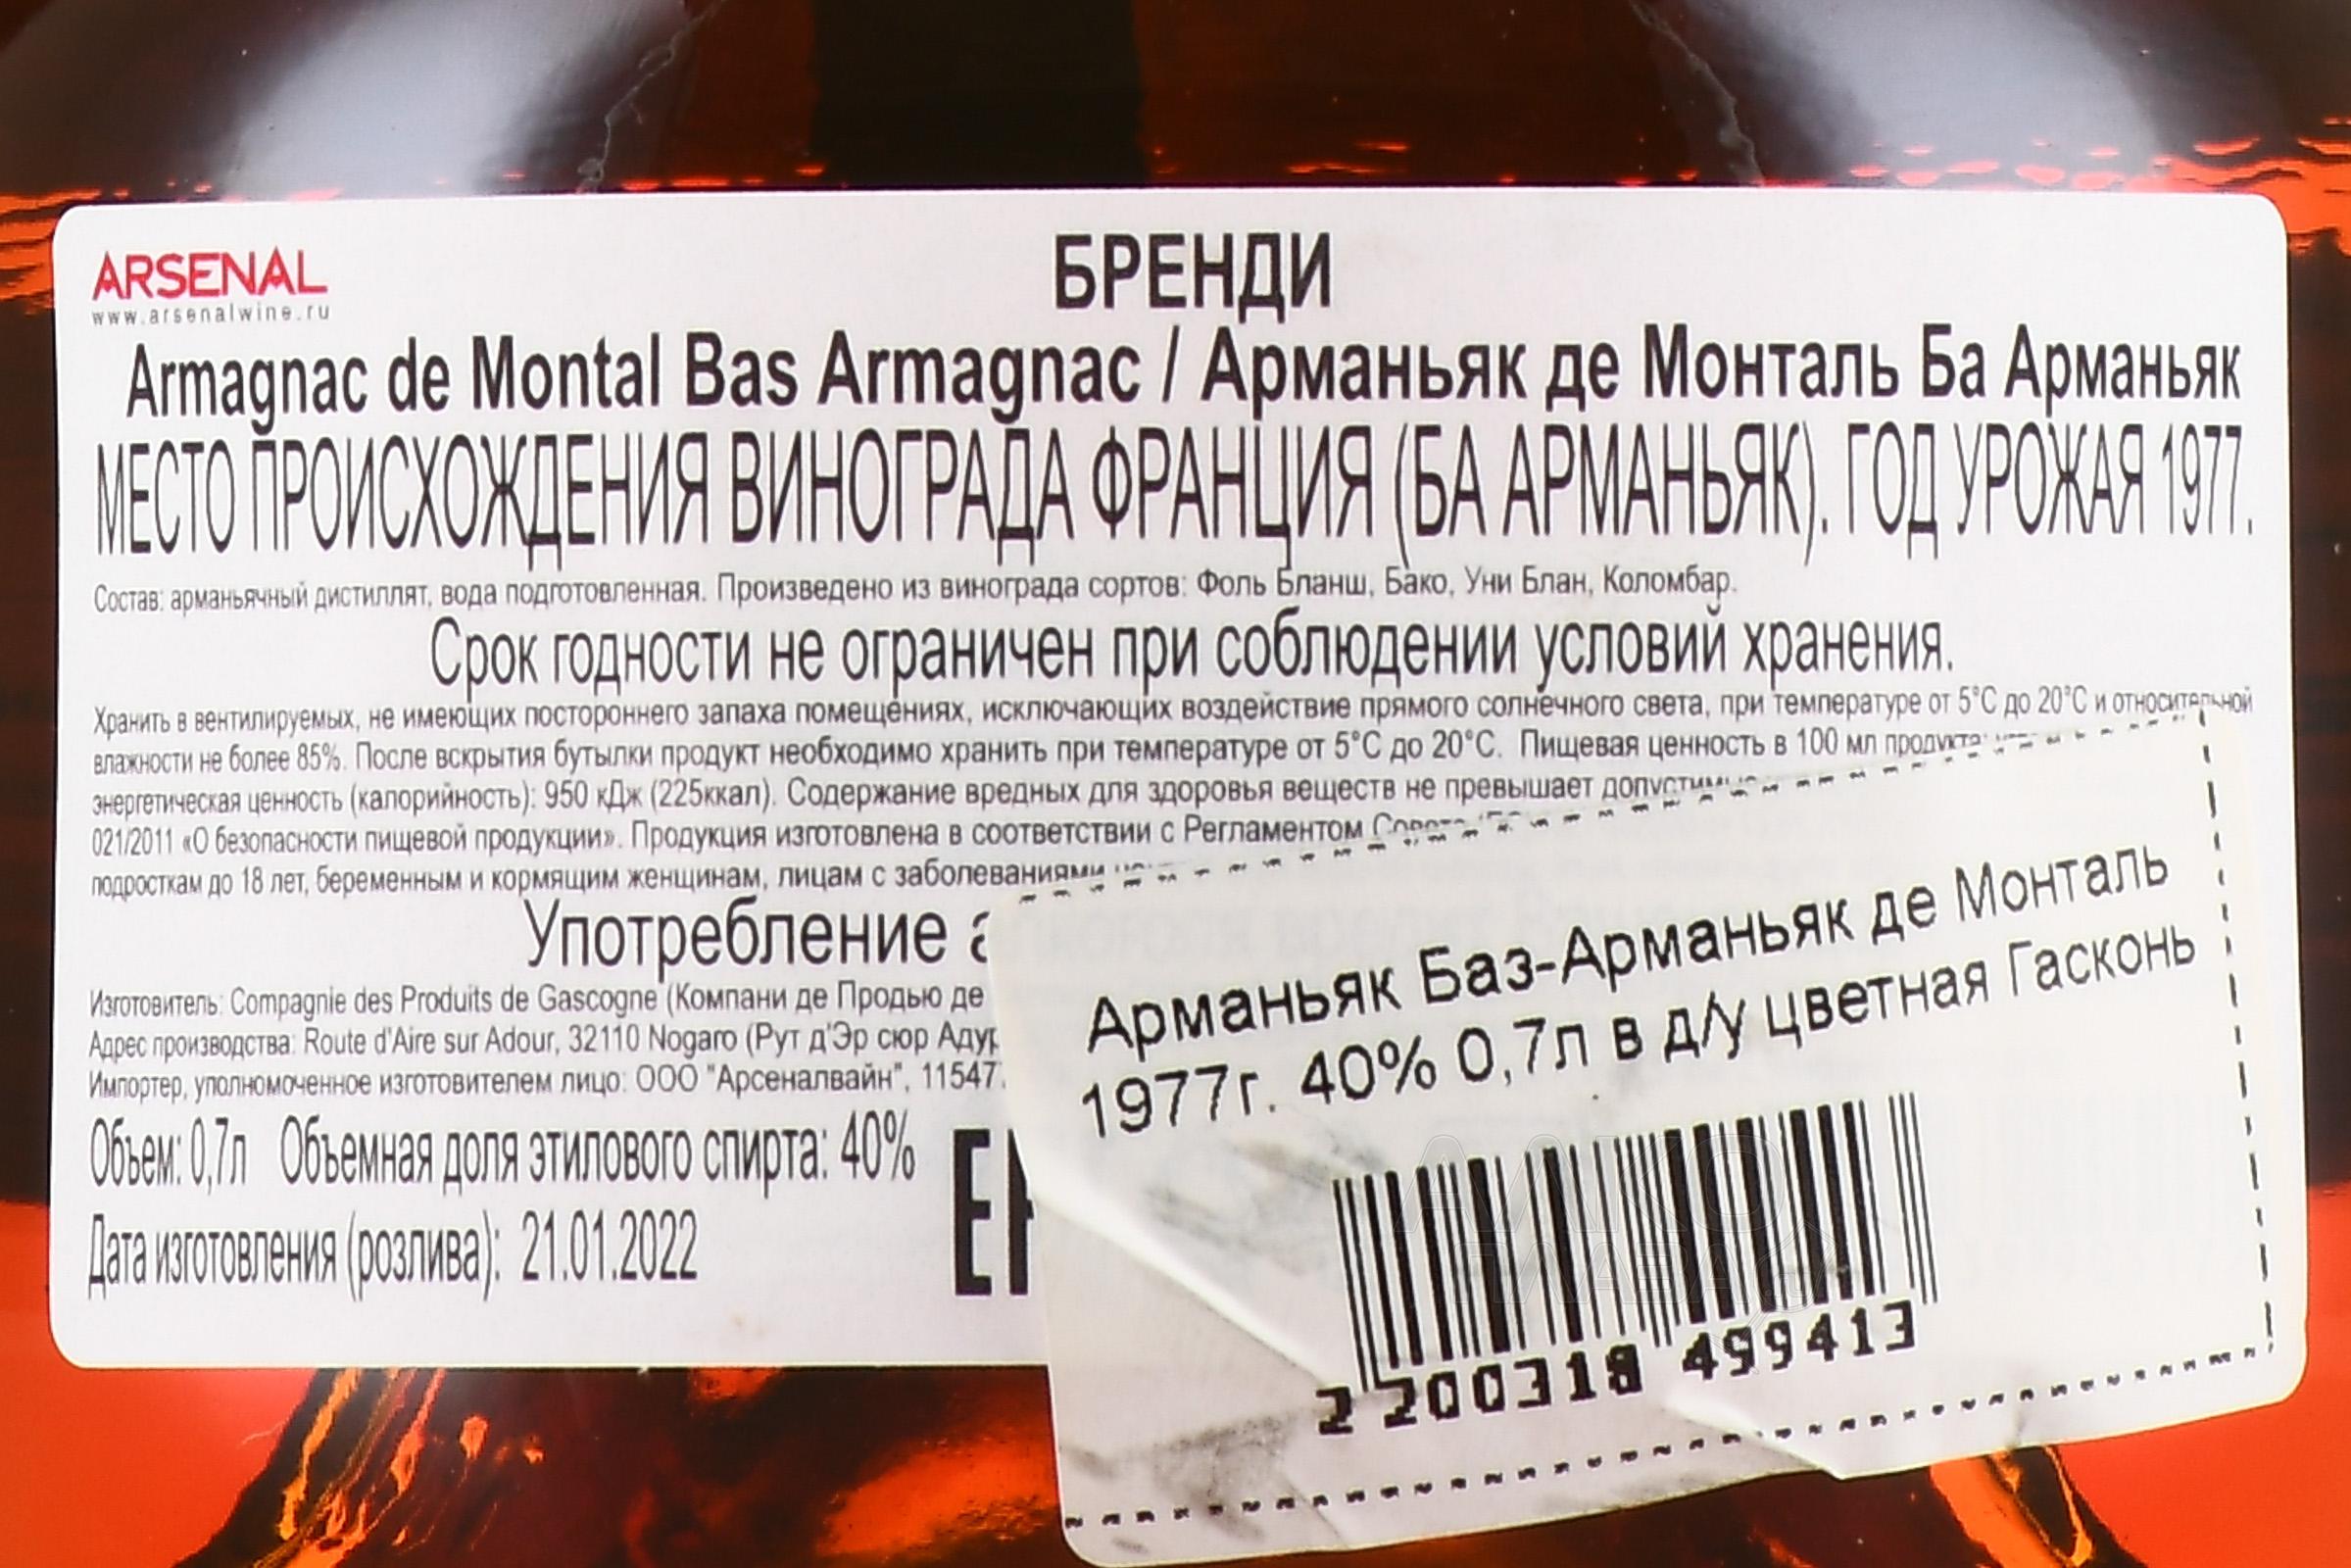 ARSENAL
www.arsenalwine.ru
БРЕНДИ
Armagnac de Montal Bas Armagnac / Арманьяк де Монталь Ба Арманьяк
МЕСТО ПРОИСХОЖДЕНИЯ ВИНОГРАДА ФРАНЦИЯ (БА АРМАНЬЯК). ГОД УРОЖАЯ 1977.
Состав: арманьячный дистиллят, вода подготовленная. Произведено из винограда сортов: Фоль Бланш, Бако, Уни Блан, Коломбар.
Срок годности не ограничен при соблюдении условий хранения.
Хранить в вентилируемых, не имеющих постороннего запаха помещениях, исключающих воздействие прямого солнечного света, при температуре от 5°С до 20°С и относительной
влажности не более 85%. После вскрытия бутылки продукт необходимо хранить при температуре от 5°С до 20°С. Пищевая ценность в 100 мл продукта:
энергетическая ценность (калорийность): 950 кДж (225ккал). Содержание вредных для здоровья веществ не превышает
021/2011 «О безопасности пищевой продукции». Продукция изготовлена в соответствии с Регламентом
подросткам до 18 лет, беременным и кормящим женщинам, лицам с заболеваниями
Употребление
Изготовитель: Compagnie des Produits de Gascogne (Компани де Продью де
Адрес производства: Route d'Aire sur Adour, 32110 Nogaro (Рут д'Эр сюр Адур
Импортер, уполномоченное изготовителем лицо: ООО "Арсеналвайн", 11547
Объем: 0,7л Объемная доля этилового спирта: 40%
Дата изготовления (розлива): 21.01.2022
Арманьяк Баз-Арманьяк де Монталь
1977г. 40% 0,7л в д/у цветная Гасконь
2 200318 499413
АЛКО
ГЛАВА